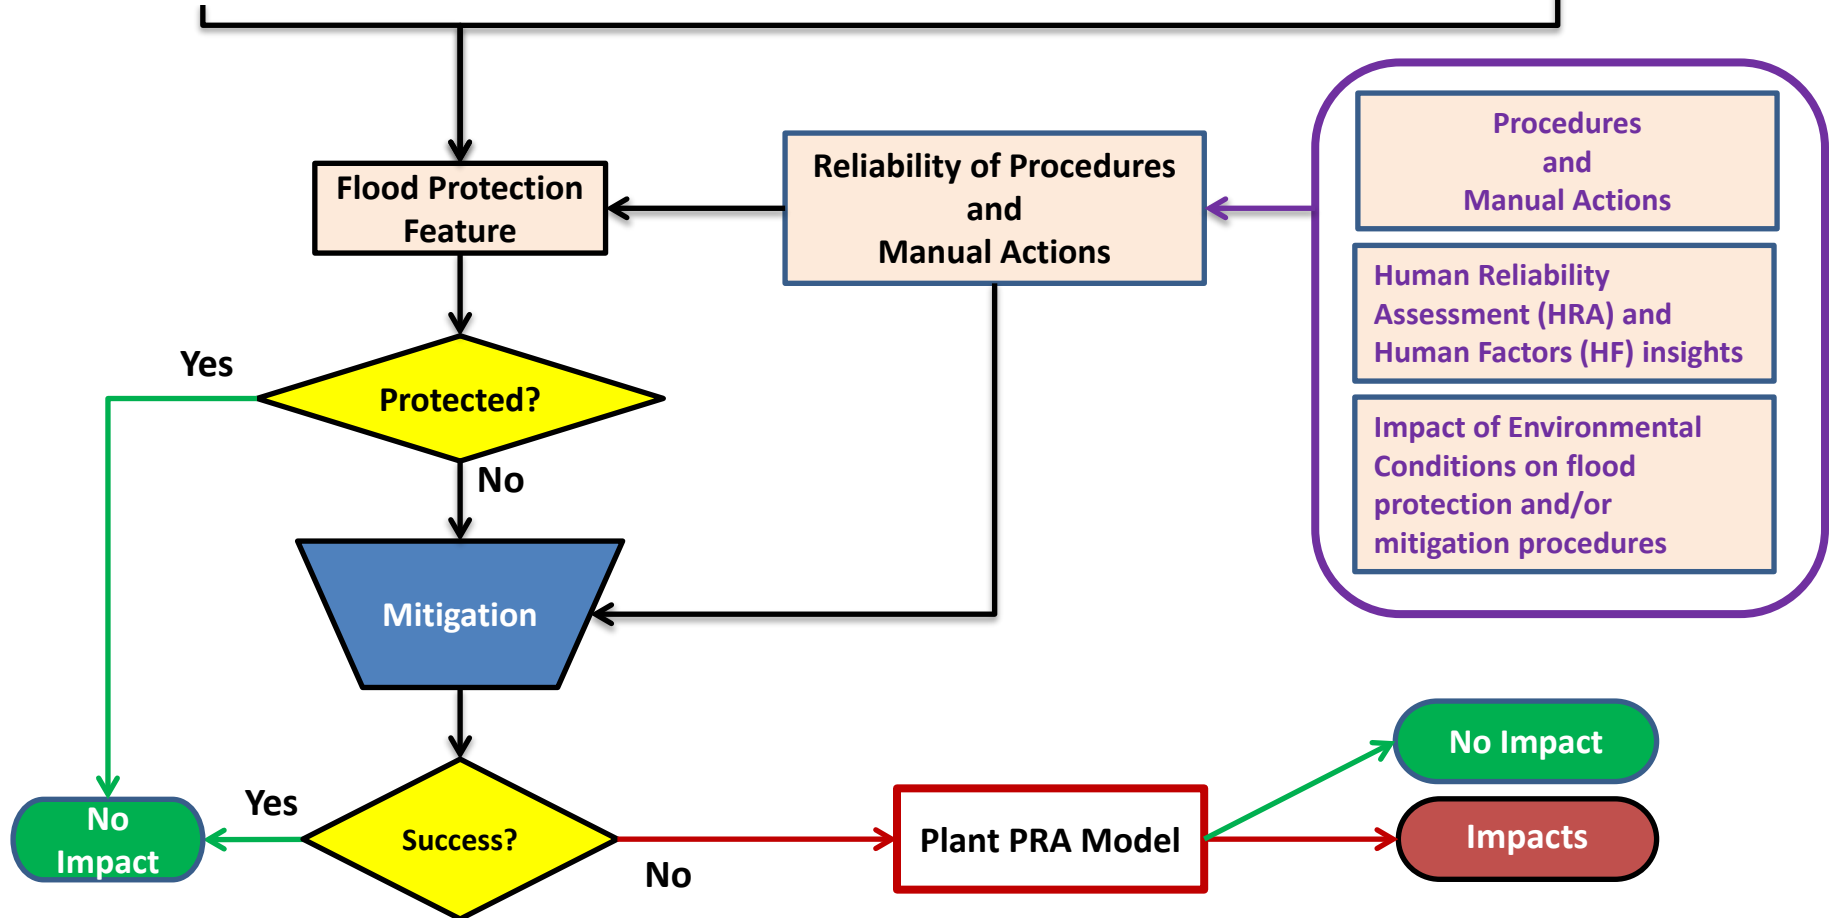 Flood Protection
Feature
Reliability of Procedures
and
Manual Actions
Procedures
and
Manual Actions
Human Reliability
Assessment (HRA) and
Human Factors (HF) insights
Impact of Environmental
Conditions on flood
protection and/or
mitigation procedures
Yes
Protected?
No
Mitigation
No
Impact
Yes
Success?
No
Plant PRA Model
No Impact
Impacts